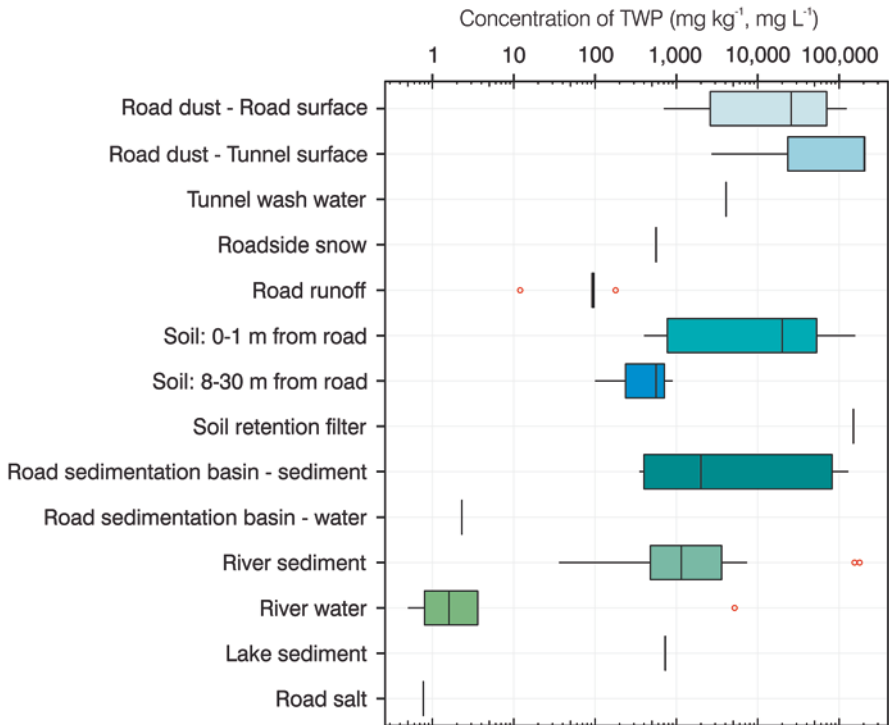 Concentration of TWP (mg kg⁻¹, mg L⁻¹)
1 10 100 1,000 10,000 100,000
Road dust - Road surface
Road dust - Tunnel surface
Tunnel wash water
Roadside snow
Road runoff
Soil: 0-1 m from road
Soil: 8-30 m from road
Soil retention filter
Road sedimentation basin - sediment
Road sedimentation basin - water
River sediment
River water
Lake sediment
Road salt